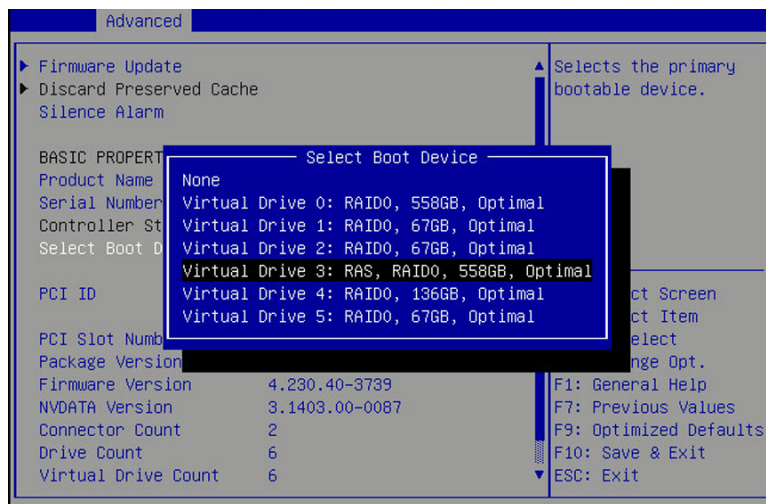 Advanced
Firmware Update
Discard Preserved Cache
Silence Alarm
BASIC PROPERT
Product Name
Serial Number
Controller St
Select Boot D
PCI ID
PCI Slot Numb
Package Version
Firmware Version 4.230.40-3739
NVDATA Version 3.1403.00-0087
Connector Count 2
Drive Count 6
Virtual Drive Count 6
Select Boot Device
None
Virtual Drive 0: RAID0, 558GB, Optimal
Virtual Drive 1: RAID0, 67GB, Optimal
Virtual Drive 2: RAID0, 67GB, Optimal
Virtual Drive 3: RAS, RAID0, 558GB, Optimal
Virtual Drive 4: RAID0, 136GB, Optimal
Virtual Drive 5: RAID0, 67GB, Optimal
Selects the primary
bootable device.
ct Screen
ct Item
elect
nge Opt.
F1: General Help
F7: Previous Values
F9: Optimized Defaults
F10: Save & Exit
ESC: Exit